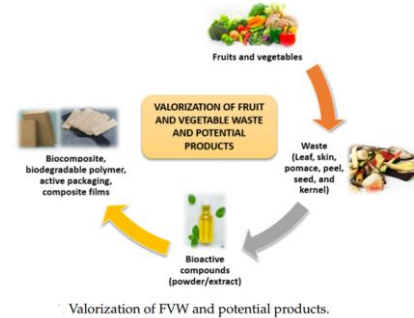 Fruits and vegetables
VALORIZATION OF FRUIT
AND VEGETABLE WASTE
AND POTENTIAL
PRODUCTS
Waste
(Leaf, skin,
pomace, peel,
seed, and
kernel)
Biocomposite,
biodegradable polymer,
active packaging,
composite films
Bioactive
compounds
(powder/extract)
Valorization of FVW and potential products.